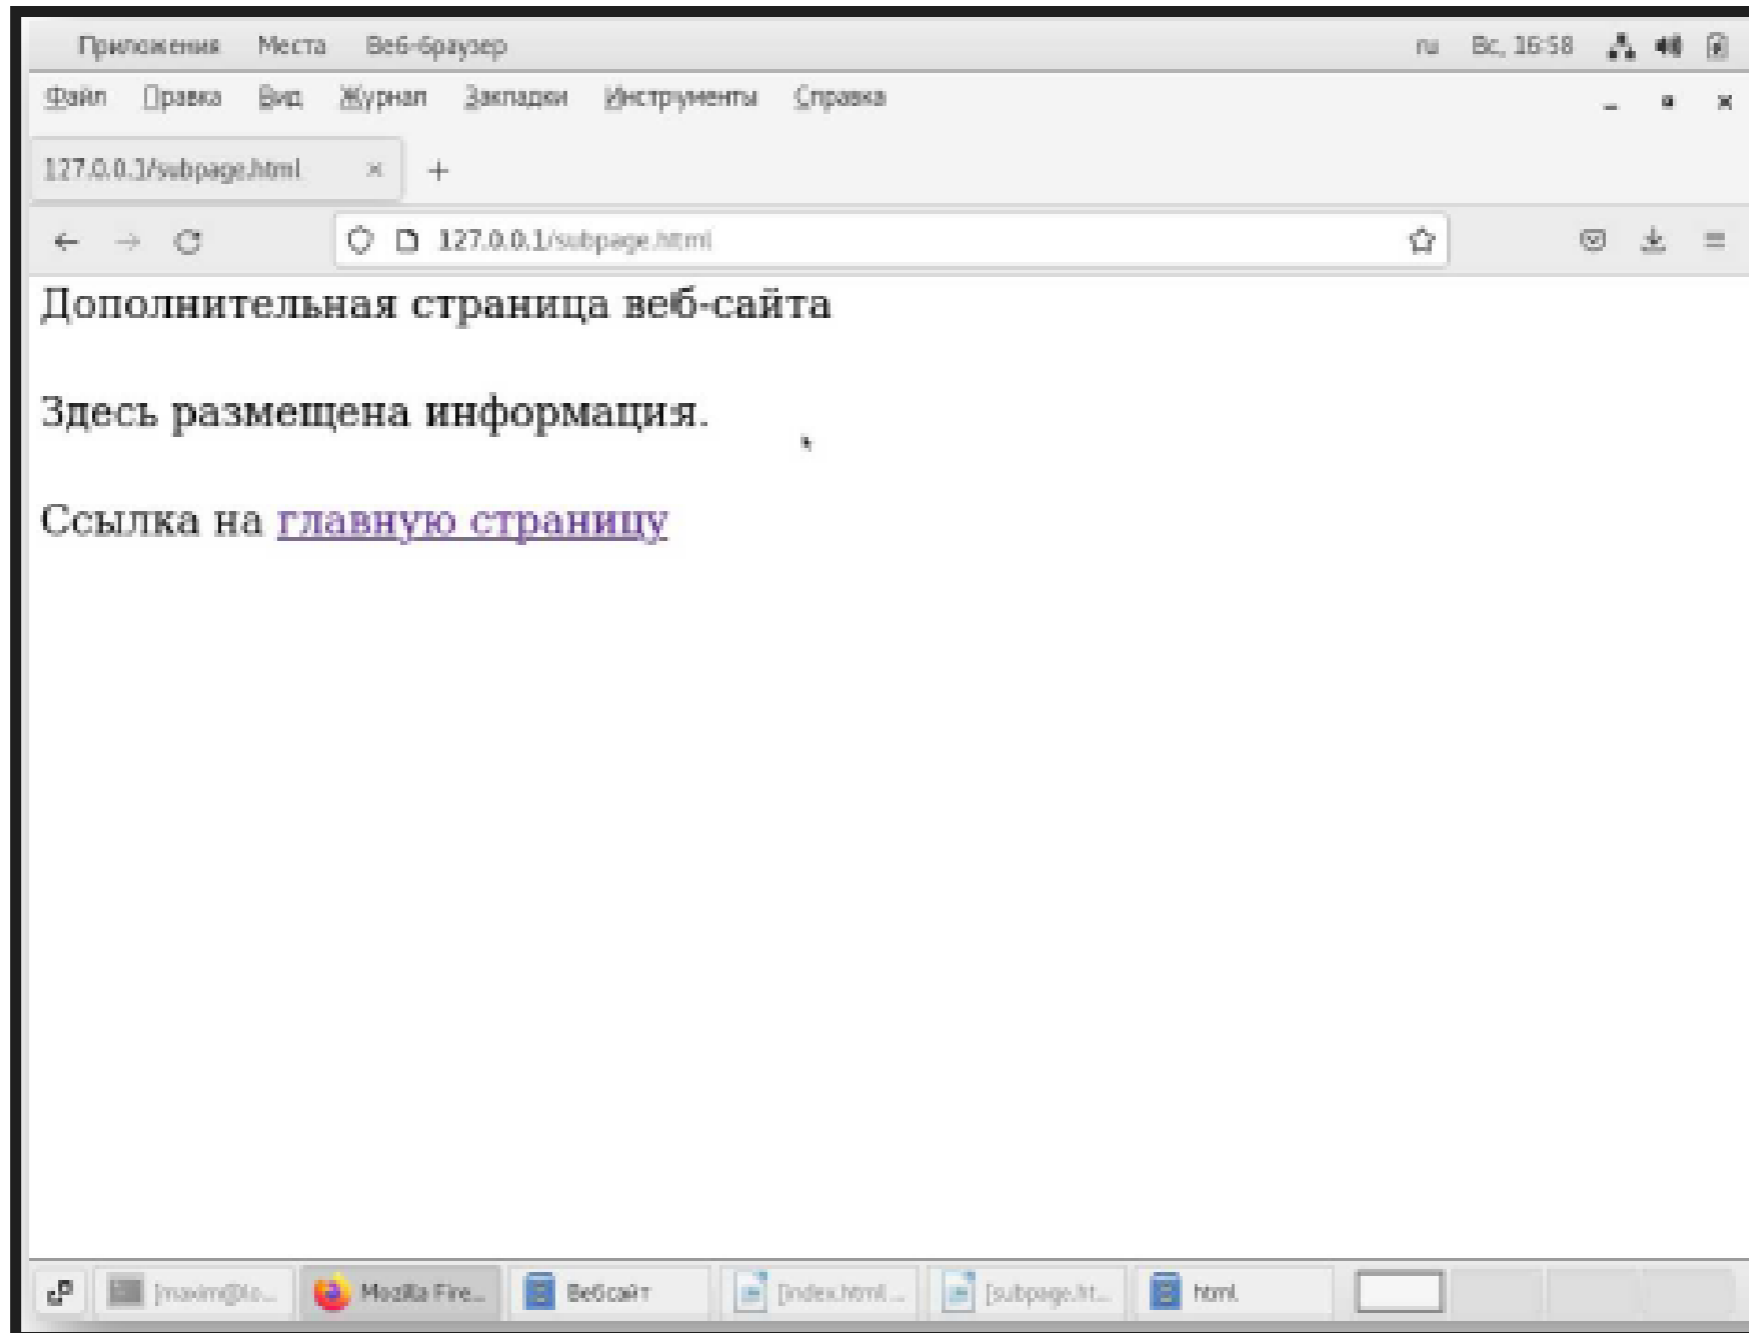 Приложения Места Веб-браузер ru Вс, 16:58
Файл Правка Вид Журнал Закладки Инструменты Справка
127.0.0.1/subpage.html
127.0.0.1/subpage.html
Дополнительная страница веб-сайта
Здесь размещена информация.
Ссылка на главную страницу
[maxim@lo... Mozilla Fire... Вебсайт [index.html ... [subpage.ht... html